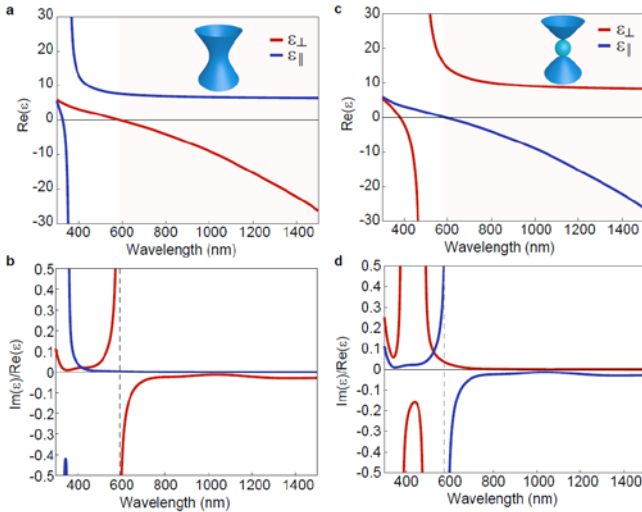 a
30
20
10
0
-10
-20
-30
Re(ε)
ε⊥
ε∥
400 600 800 1000 1200 1400
Wavelength (nm)
c
30
20
10
0
-10
-20
30
Re(ε)
ε⊥
ε∥
400 600 800 1000 1200 1400
Wavelength (nm)
b
0.5
0.4
0.3
0.2
0.1
0
-0.1
-0.2
-0.3
-0.4
-0.5
Im(ε)/Re(ε)
400 600 800 1000 1200 1400
Wavelength (nm)
d
0.5
0.4
0.3
0.2
0.1
0
-0.1
-0.2
-0.3
-0.4
-0.5
Im(ε)/Re(ε)
400 600 800 1000 1200 1400
Wavelength (nm)